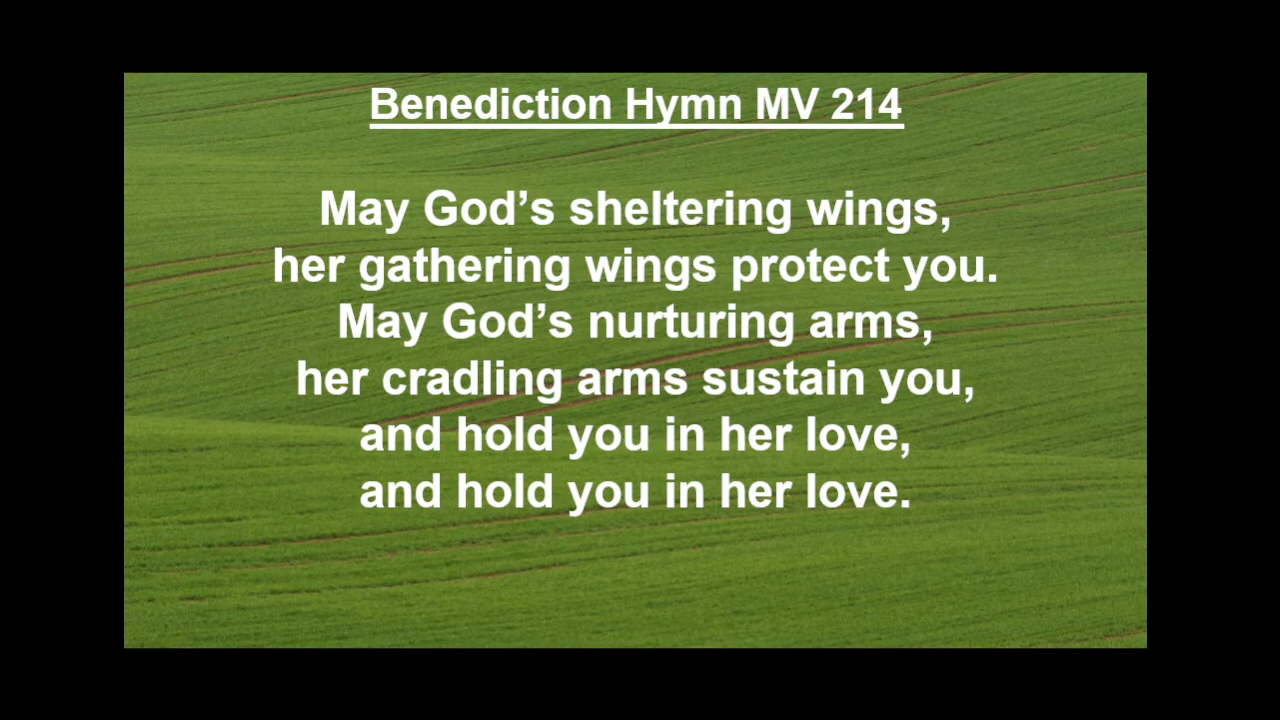 Benediction Hymn MV 214
May God’s sheltering wings,
her gathering wings protect you.
May God’s nurturing arms,
her cradling arms sustain you,
and hold you in her love,
and hold you in her love.